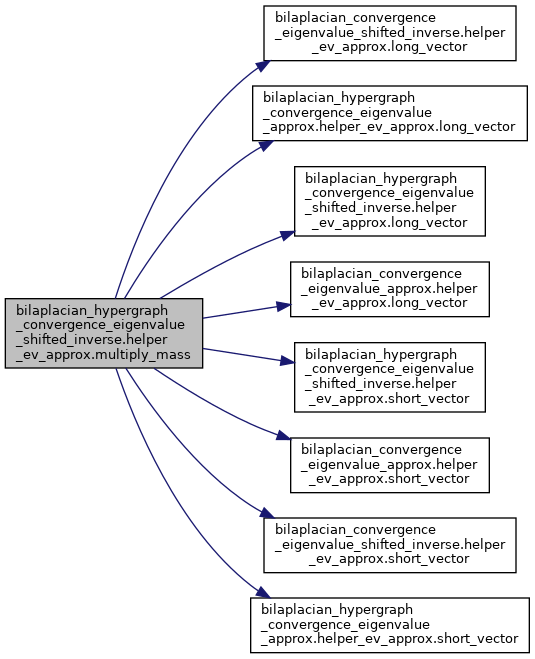 bilaplacian_hypergraph
_convergence_eigenvalue
_shifted_inverse.helper
_ev_approx.multiply_mass
bilaplacian_convergence
_eigenvalue_shifted_inverse.helper
_ev_approx.long_vector
bilaplacian_hypergraph
_convergence_eigenvalue
_approx.helper_ev_approx.long_vector
bilaplacian_hypergraph
_convergence_eigenvalue
_shifted_inverse.helper
_ev_approx.long_vector
bilaplacian_convergence
_eigenvalue_approx.helper
_ev_approx.long_vector
bilaplacian_hypergraph
_convergence_eigenvalue
_shifted_inverse.helper
_ev_approx.short_vector
bilaplacian_convergence
_eigenvalue_approx.helper
_ev_approx.short_vector
bilaplacian_convergence
_eigenvalue_shifted_inverse.helper
_ev_approx.short_vector
bilaplacian_hypergraph
_convergence_eigenvalue
_approx.helper_ev_approx.short_vector